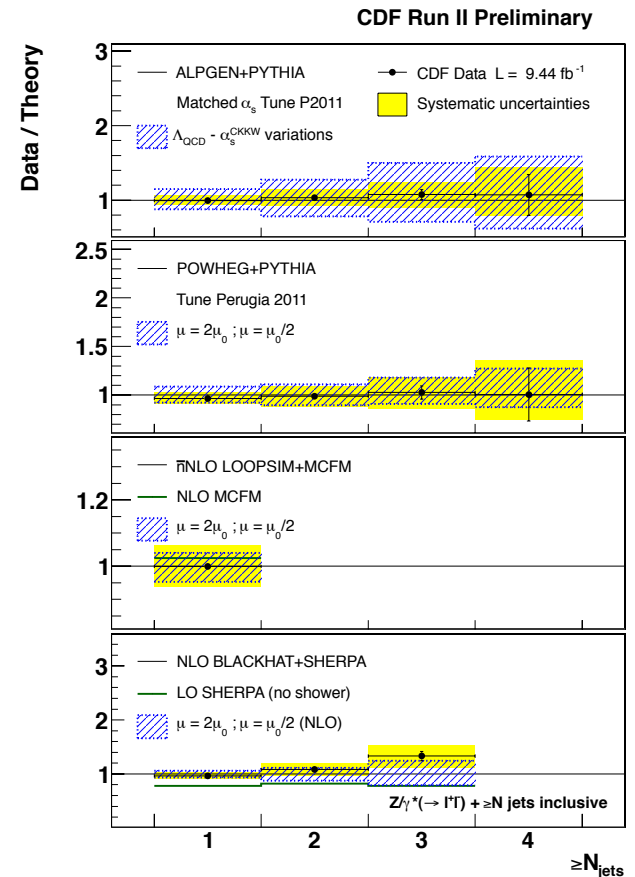 CDF Run II Preliminary
Data / Theory
3
2
1
ALPGEN+PYTHIA
Matched αs Tune P2011
ΛQCD - αsCKKW variations
CDF Data L = 9.44 fb-1
Systematic uncertainties
2.5
2
1.5
1
POWHEG+PYTHIA
Tune Perugia 2011
μ = 2μ0 ; μ = μ0/2
1.2
1
n̄NLO LOOPSIM+MCFM
NLO MCFM
μ = 2μ0 ; μ = μ0/2
3
2
1
NLO BLACKHAT+SHERPA
LO SHERPA (no shower)
μ = 2μ0 ; μ = μ0/2 (NLO)
Z/γ*(→ l+l-) + ≥N jets inclusive
1 2 3 4
≥Njets